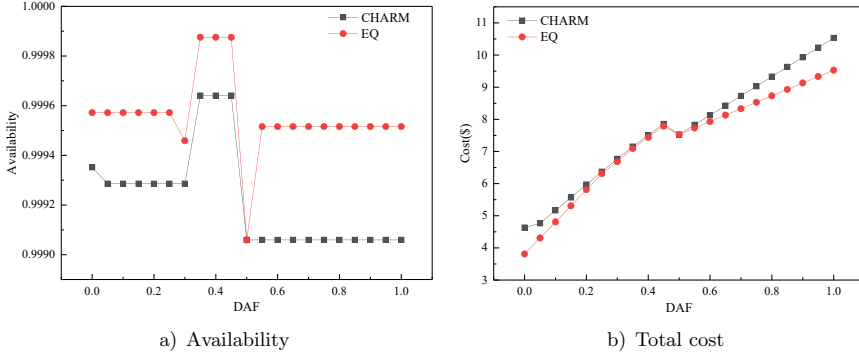 1.0000
0.9998
0.9996
0.9994
0.9992
0.9990
Availability
CHARM
EQ
0.0
0.2
0.4
0.6
0.8
1.0
DAF
a) Availability
11
10
9
8
7
6
5
4
3
Cost($)
CHARM
EQ
0.0
0.2
0.4
0.6
0.8
1.0
DAF
b) Total cost